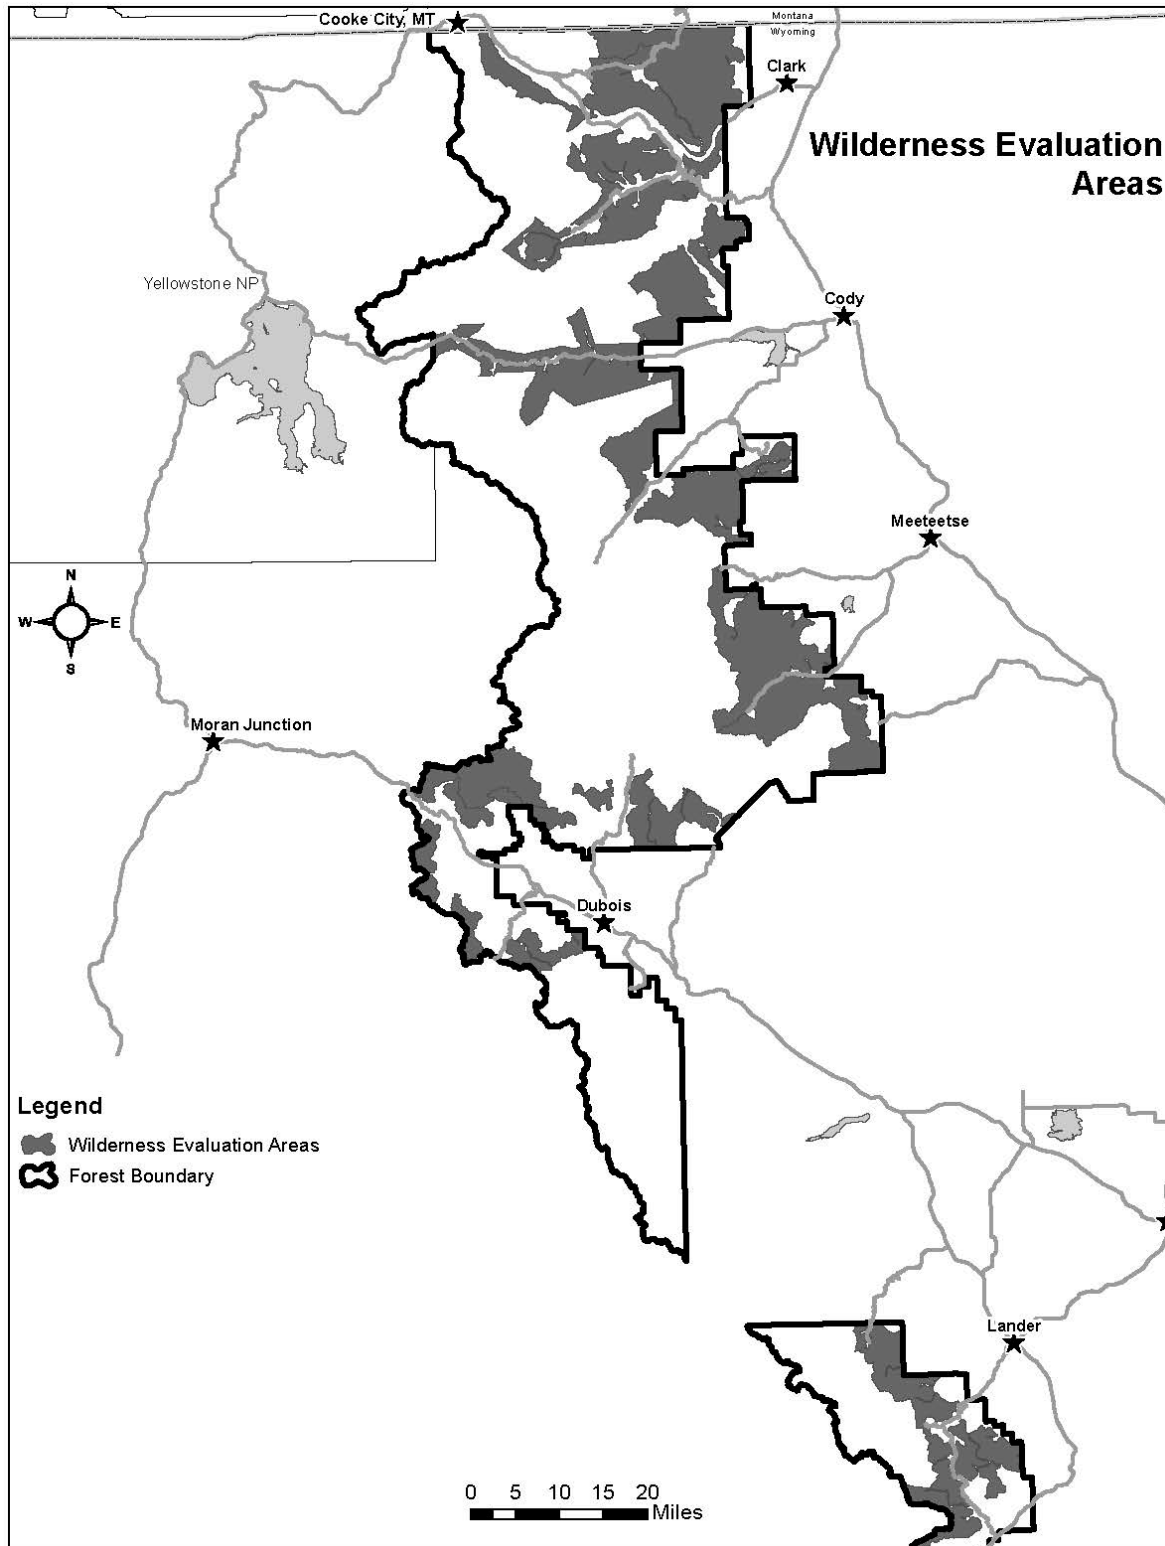 Cooke City, MT
Montana
Wyoming
Clark
Wilderness Evaluation
Areas
Yellowstone NP
Cody
Meeteetse
N
W E
S
Moran Junction
Dubois
Legend
Wilderness Evaluation Areas
Forest Boundary
Lander
0 5 10 15 20
Miles